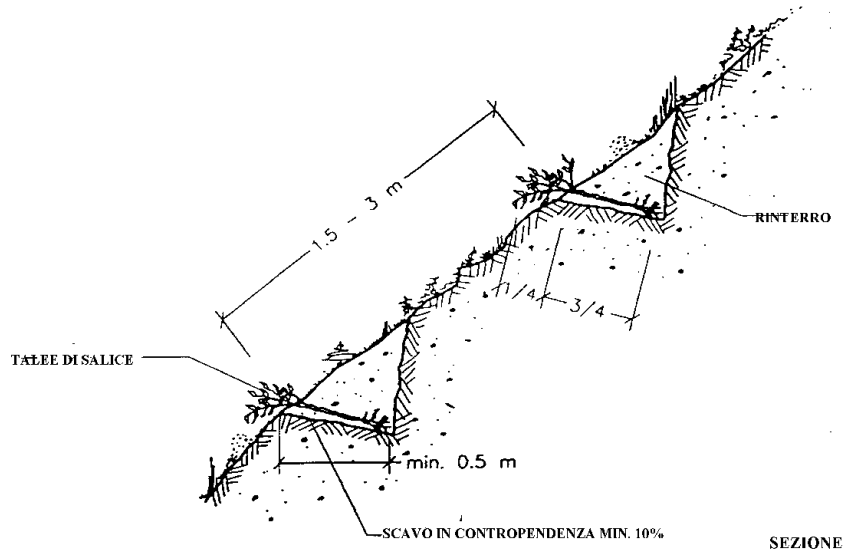 1.5 - 3 m
RINTERRO
1/4
3/4
TALEE DI SALICE
min. 0.5 m
SCAVO IN CONTROPENDENZA MIN. 10%
SEZIONE